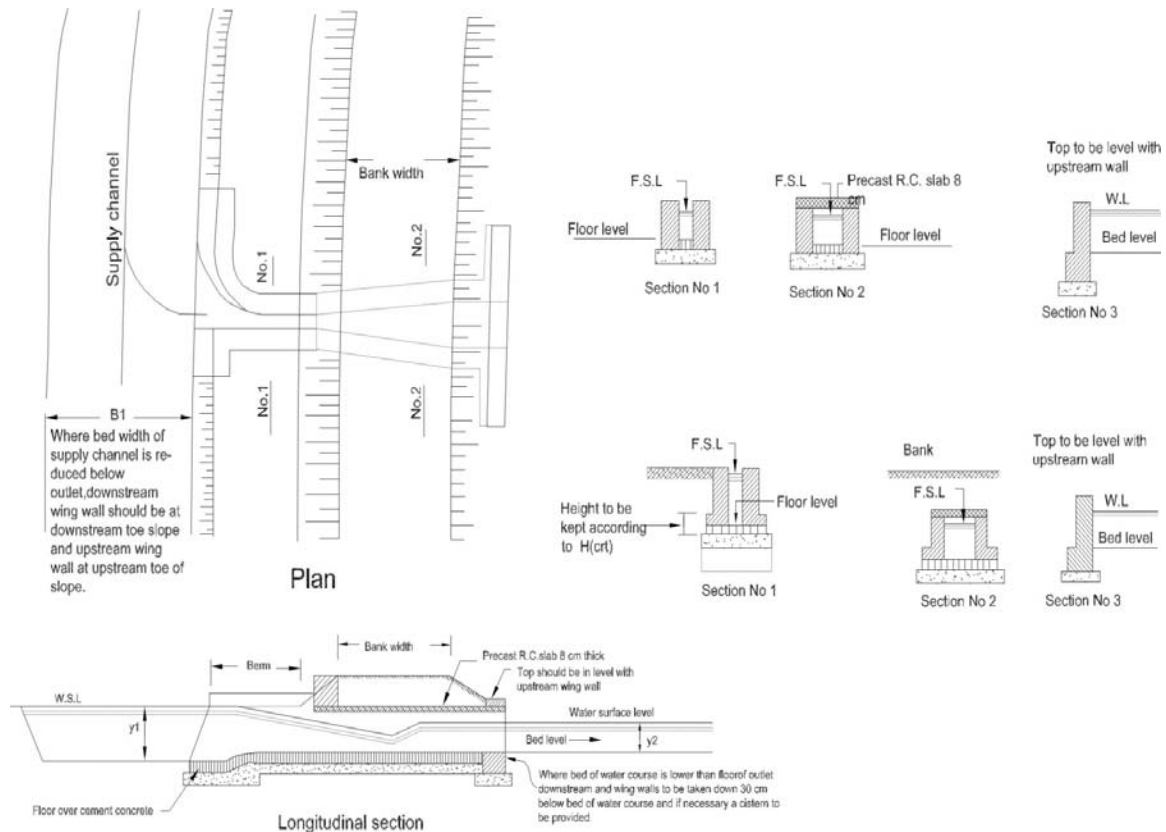 Supply channel
Bank width
No.1
No.2
No.1
No.2
B1
Where bed width of
supply channel is re-
duced below
outlet,downstream
wing wall should be at
downstream toe slope
and upstream wing
wall at upstream toe of
slope.
Plan
F.S.L
Floor level
Section No 1
F.S.L
Precast R.C. slab 8
cm
Floor level
Section No 2
Top to be level with
upstream wall
W.L
Bed level
Section No 3
F.S.L
Floor level
Height to be
kept according
to H(crt)
Section No 1
Bank
F.S.L
Section No 2
Top to be level with
upstream wall
W.L
Bed level
Section No 3
Bank width
Berm
Precast R.C.slab 8 cm thick
Top should be in level with
upstream wing wall
W.S.L
y1
Water surface level
Bed level
y2
Floor over cement concrete
Where bed of water course is lower than floorof outlet
downstream and wing walls to be taken down 30 cm
below bed of water course and if necessary a cistern to
be provided.
Longitudinal section